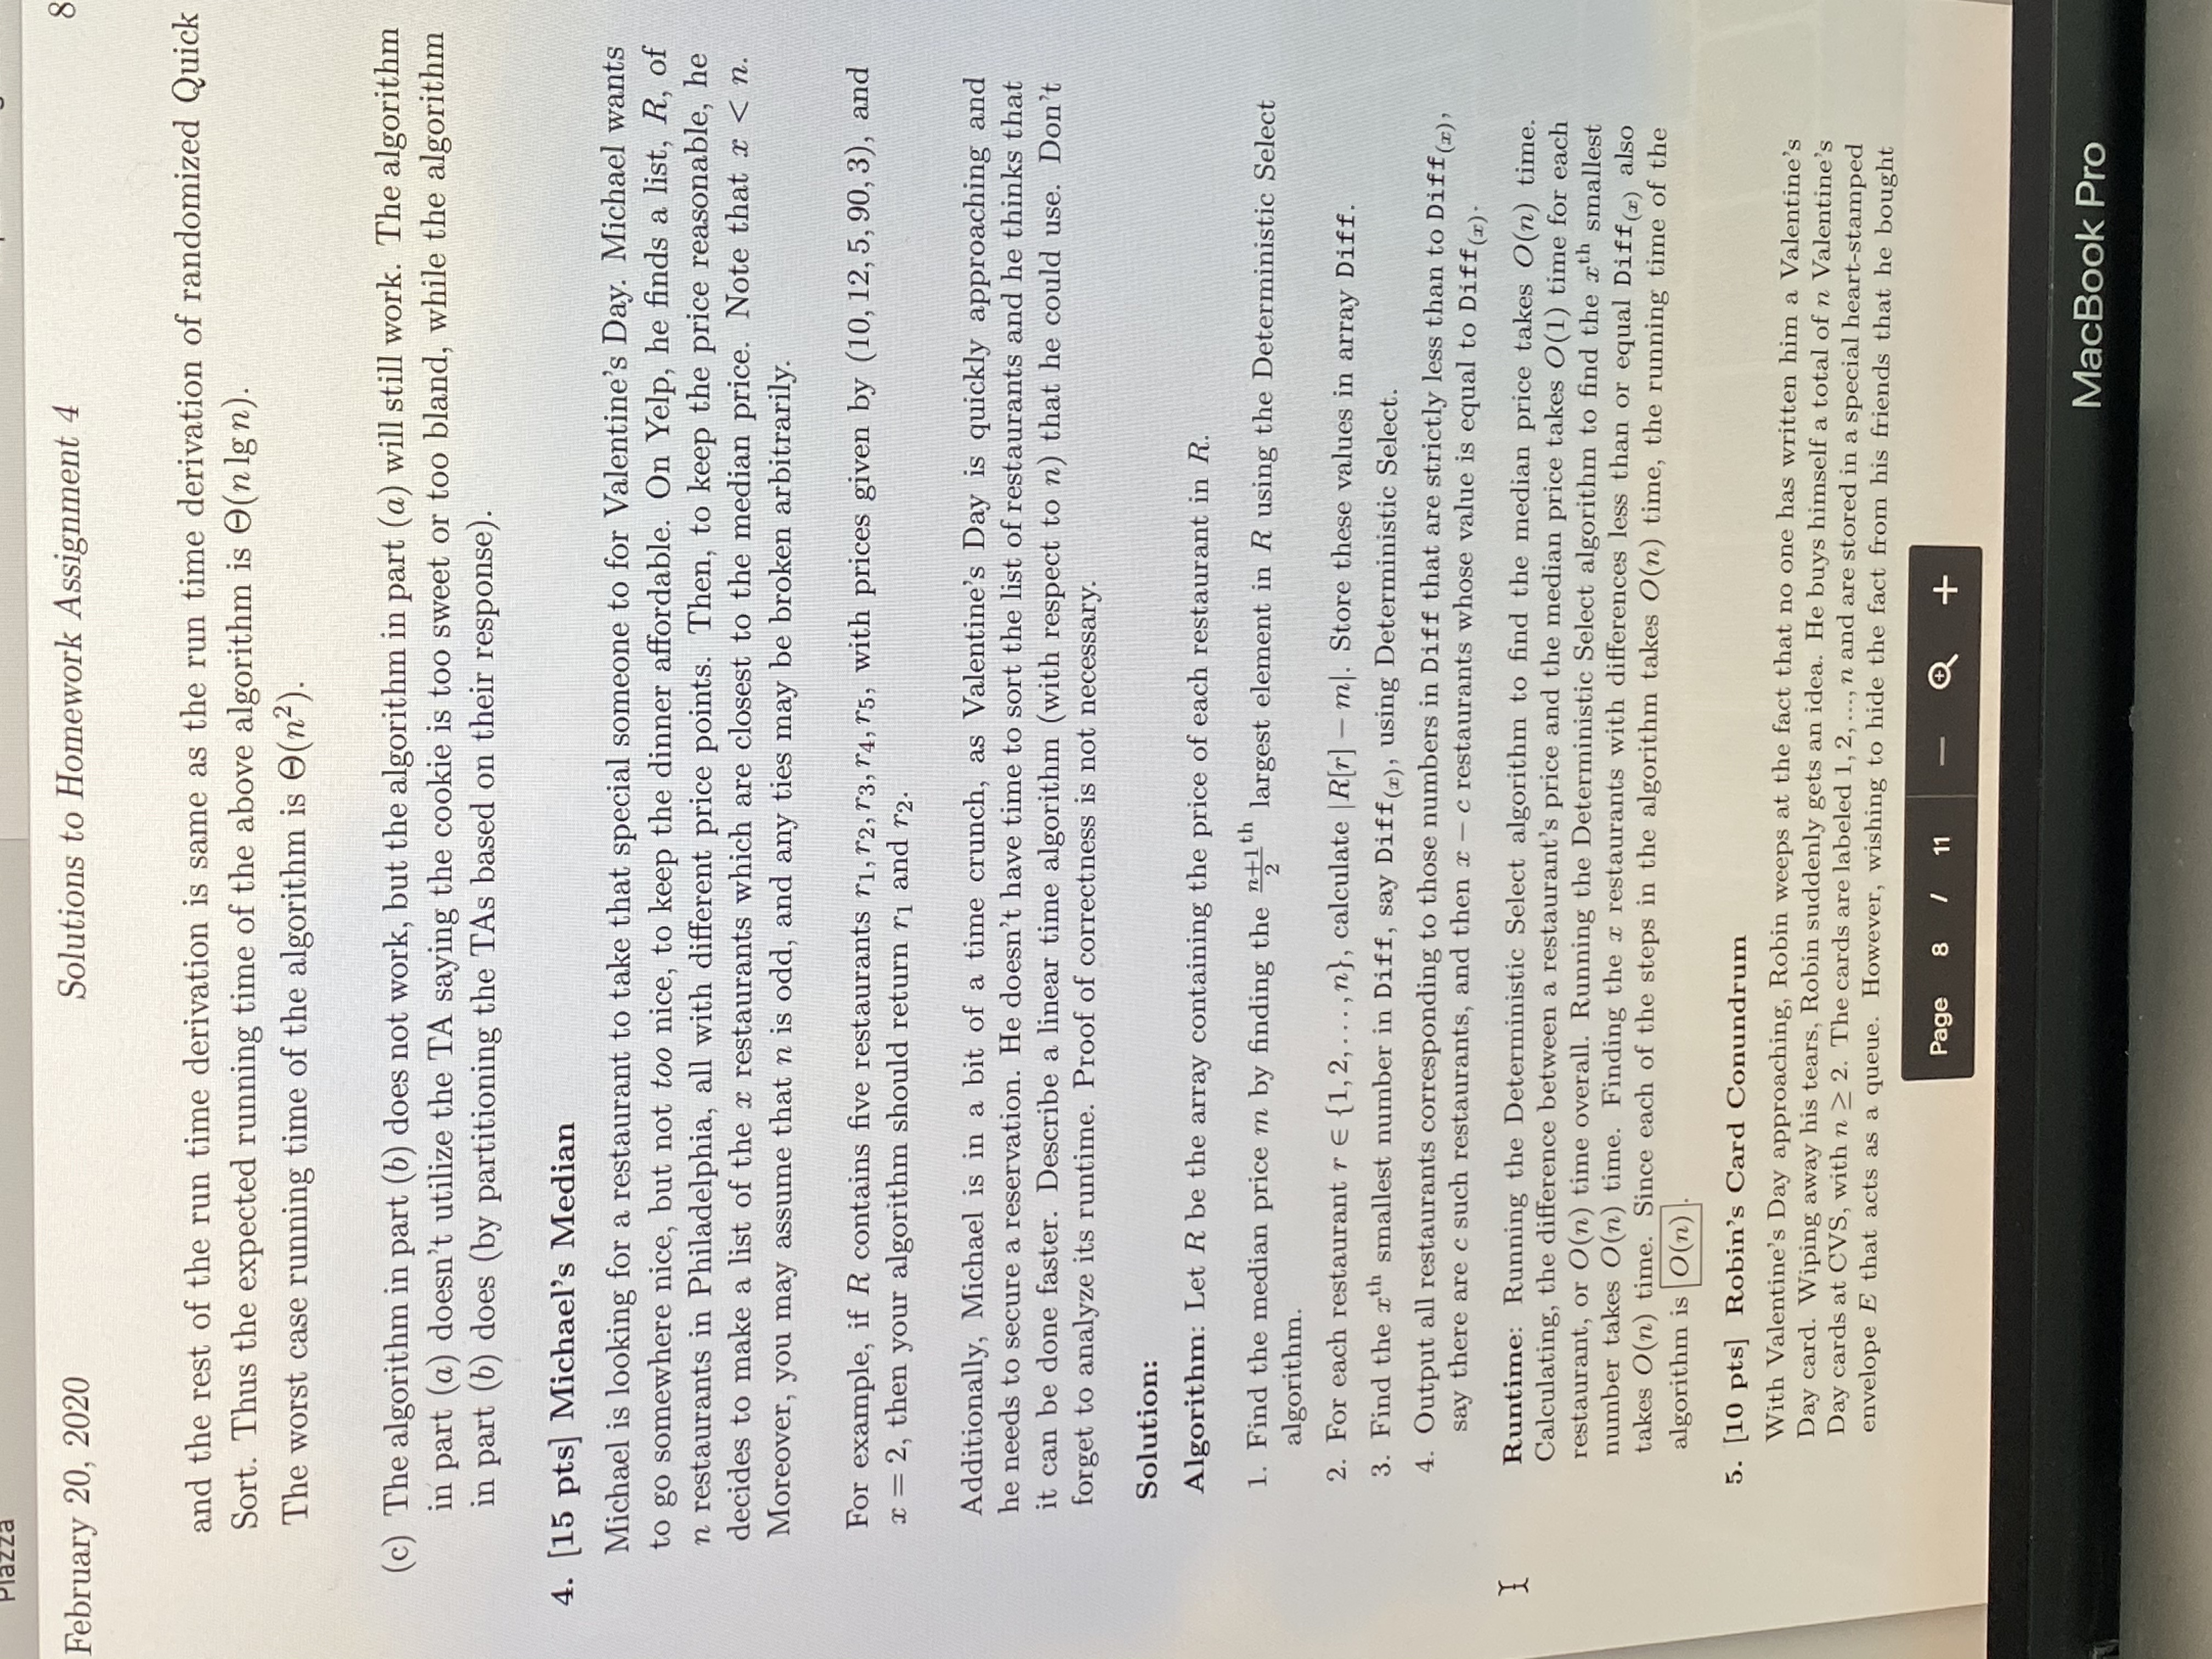 Piazza
February 20, 2020 Solutions to Homework Assignment 4 8
and the rest of the run time derivation is same as the run time derivation of randomized Quick
Sort. Thus the expected running time of the above algorithm is Θ(n lg n).
The worst case running time of the algorithm is Θ(n²).
(c) The algorithm in part (b) does not work, but the algorithm in part (a) will still work. The algorithm
in part (a) doesn't utilize the TA saying the cookie is too sweet or too bland, while the algorithm
in part (b) does (by partitioning the TAs based on their response).
4. [15 pts] Michael's Median
Michael is looking for a restaurant to take that special someone to for Valentine's Day. Michael wants
to go somewhere nice, but not too nice, to keep the dinner affordable. On Yelp, he finds a list, R, of
n restaurants in Philadelphia, all with different price points. Then, to keep the price reasonable, he
decides to make a list of the x restaurants which are closest to the median price. Note that x < n.
Moreover, you may assume that n is odd, and any ties may be broken arbitrarily.
For example, if R contains five restaurants r₁, r₂, r₃, r₄, r₅, with prices given by (10, 12, 5, 90, 3), and
x = 2, then your algorithm should return r₁ and r₂.
Additionally, Michael is in a bit of a time crunch, as Valentine's Day is quickly approaching and
he needs to secure a reservation. He doesn't have time to sort the list of restaurants and he thinks that
it can be done faster. Describe a linear time algorithm (with respect to n) that he could use. Don't
forget to analyze its runtime. Proof of correctness is not necessary.
Solution:
Algorithm: Let R be the array containing the price of each restaurant in R.
1. Find the median price m by finding the (n+1)/2 th largest element in R using the Deterministic Select
algorithm.
2. For each restaurant r ∈ {1, 2, . . . , n}, calculate |R[r] − m|. Store these values in array Diff.
3. Find the xth smallest number in Diff, say Diff(x), using Deterministic Select.
4. Output all restaurants corresponding to those numbers in Diff that are strictly less than to Diff(x),
say there are c such restaurants, and then x − c restaurants whose value is equal to Diff(x).
Runtime: Running the Deterministic Select algorithm to find the median price takes O(n) time.
Calculating, the difference between a restaurant's price and the median price takes O(1) time for each
restaurant, or O(n) time overall. Running the Deterministic Select algorithm to find the xth smallest
number takes O(n) time. Finding the x restaurants with differences less than or equal Diff(x) also
takes O(n) time. Since each of the steps in the algorithm takes O(n) time, the running time of the
algorithm is O(n).
5. [10 pts] Robin's Card Conundrum
With Valentine's Day approaching, Robin weeps at the fact that no one has written him a Valentine's
Day card. Wiping away his tears, Robin suddenly gets an idea. He buys himself a total of n Valentine's
Day cards at CVS, with n ≥ 2. The cards are labeled 1, 2, ..., n and are stored in a special heart-stamped
envelope E that acts as a queue. However, wishing to hide the fact from his friends that he bought
Page 8 / 11 — +
MacBook Pro